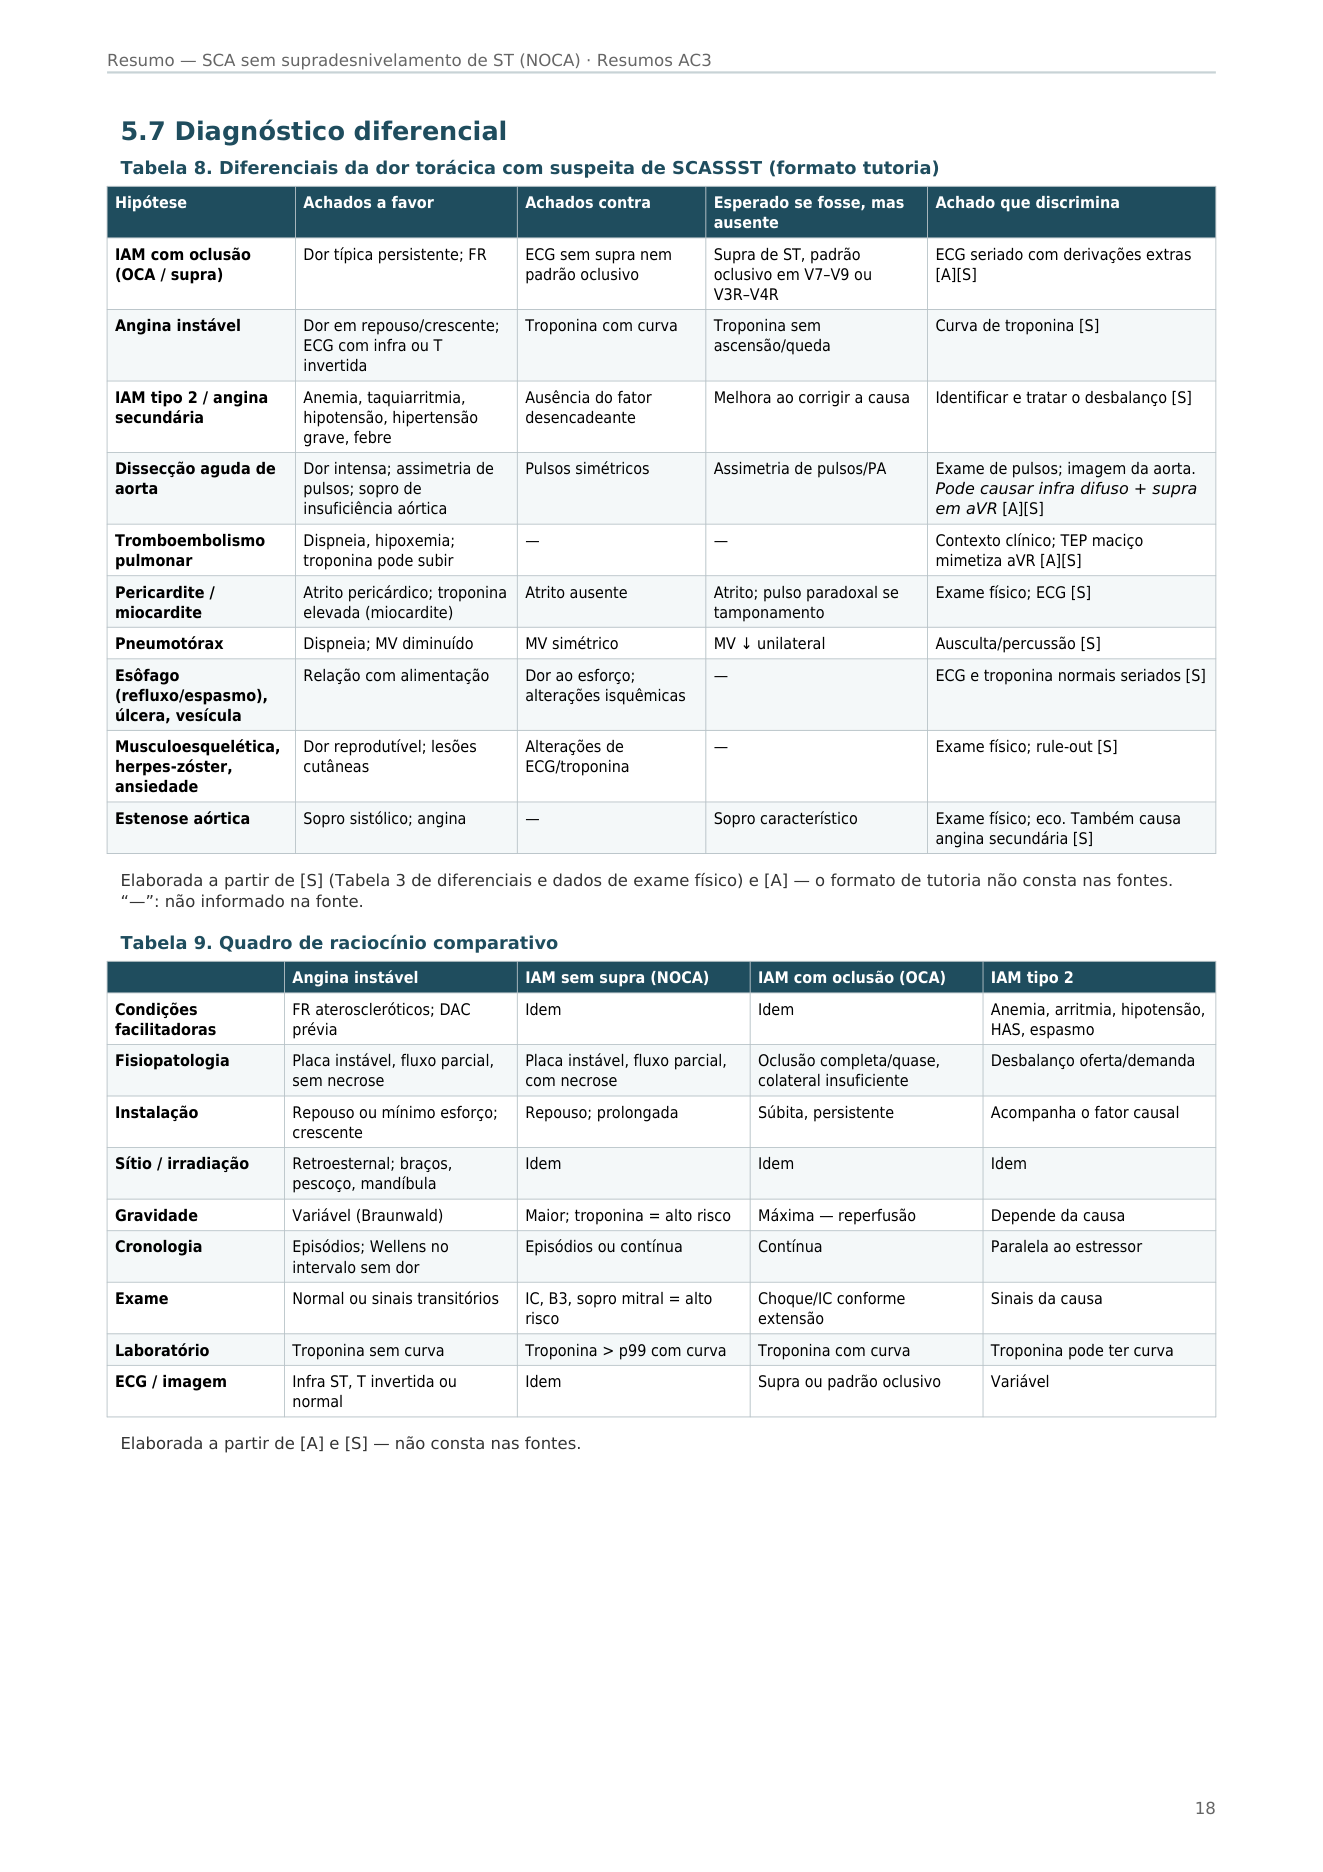 Resumo — SCA sem supradesnivelamento de ST (NOCA) · Resumos AC3
5.7 Diagnóstico diferencial
Tabela 8. Diferenciais da dor torácica com suspeita de SCASSST (formato tutoria)
Hipótese
Achados a favor
Achados contra
Esperado se fosse, mas
ausente
Achado que discrimina
IAM com oclusão
(OCA / supra)
Dor típica persistente; FR
ECG sem supra nem
padrão oclusivo
Supra de ST, padrão
oclusivo em V7–V9 ou
V3R–V4R
ECG seriado com derivações extras
[A][S]
Angina instável
Dor em repouso/crescente;
ECG com infra ou T
invertida
Troponina com curva
Troponina sem
ascensão/queda
Curva de troponina [S]
IAM tipo 2 / angina
secundária
Anemia, taquiarritmia,
hipotensão, hipertensão
grave, febre
Ausência do fator
desencadeante
Melhora ao corrigir a causa
Identificar e tratar o desbalanço [S]
Dissecção aguda de
aorta
Dor intensa; assimetria de
pulsos; sopro de
insuficiência aórtica
Pulsos simétricos
Assimetria de pulsos/PA
Exame de pulsos; imagem da aorta.
Pode causar infra difuso + supra
em aVR [A][S]
Tromboembolismo
pulmonar
Dispneia, hipoxemia;
troponina pode subir
—
—
Contexto clínico; TEP maciço
mimetiza aVR [A][S]
Pericardite /
miocardite
Atrito pericárdico; troponina
elevada (miocardite)
Atrito ausente
Atrito; pulso paradoxal se
tamponamento
Exame físico; ECG [S]
Pneumotórax
Dispneia; MV diminuído
MV simétrico
MV ↓ unilateral
Ausculta/percussão [S]
Esôfago
(refluxo/espasmo),
úlcera, vesícula
Relação com alimentação
Dor ao esforço;
alterações isquêmicas
—
ECG e troponina normais seriados [S]
Musculoesquelética,
herpes-zóster,
ansiedade
Dor reprodutível; lesões
cutâneas
Alterações de
ECG/troponina
—
Exame físico; rule-out [S]
Estenose aórtica
Sopro sistólico; angina
—
Sopro característico
Exame físico; eco. Também causa
angina secundária [S]
Elaborada a partir de [S] (Tabela 3 de diferenciais e dados de exame físico) e [A] — o formato de tutoria não consta nas fontes.
“—”: não informado na fonte.
Tabela 9. Quadro de raciocínio comparativo
Angina instável
IAM sem supra (NOCA)
IAM com oclusão (OCA)
IAM tipo 2
Condições
facilitadoras
FR ateroscleróticos; DAC
prévia
Idem
Idem
Anemia, arritmia, hipotensão,
HAS, espasmo
Fisiopatologia
Placa instável, fluxo parcial,
sem necrose
Placa instável, fluxo parcial,
com necrose
Oclusão completa/quase,
colateral insuficiente
Desbalanço oferta/demanda
Instalação
Repouso ou mínimo esforço;
crescente
Repouso; prolongada
Súbita, persistente
Acompanha o fator causal
Sítio / irradiação
Retroesternal; braços,
pescoço, mandíbula
Idem
Idem
Idem
Gravidade
Variável (Braunwald)
Maior; troponina = alto risco
Máxima — reperfusão
Depende da causa
Cronologia
Episódios; Wellens no
intervalo sem dor
Episódios ou contínua
Contínua
Paralela ao estressor
Exame
Normal ou sinais transitórios
IC, B3, sopro mitral = alto
risco
Choque/IC conforme
extensão
Sinais da causa
Laboratório
Troponina sem curva
Troponina > p99 com curva
Troponina com curva
Troponina pode ter curva
ECG / imagem
Infra ST, T invertida ou
normal
Idem
Supra ou padrão oclusivo
Variável
Elaborada a partir de [A] e [S] — não consta nas fontes.
18